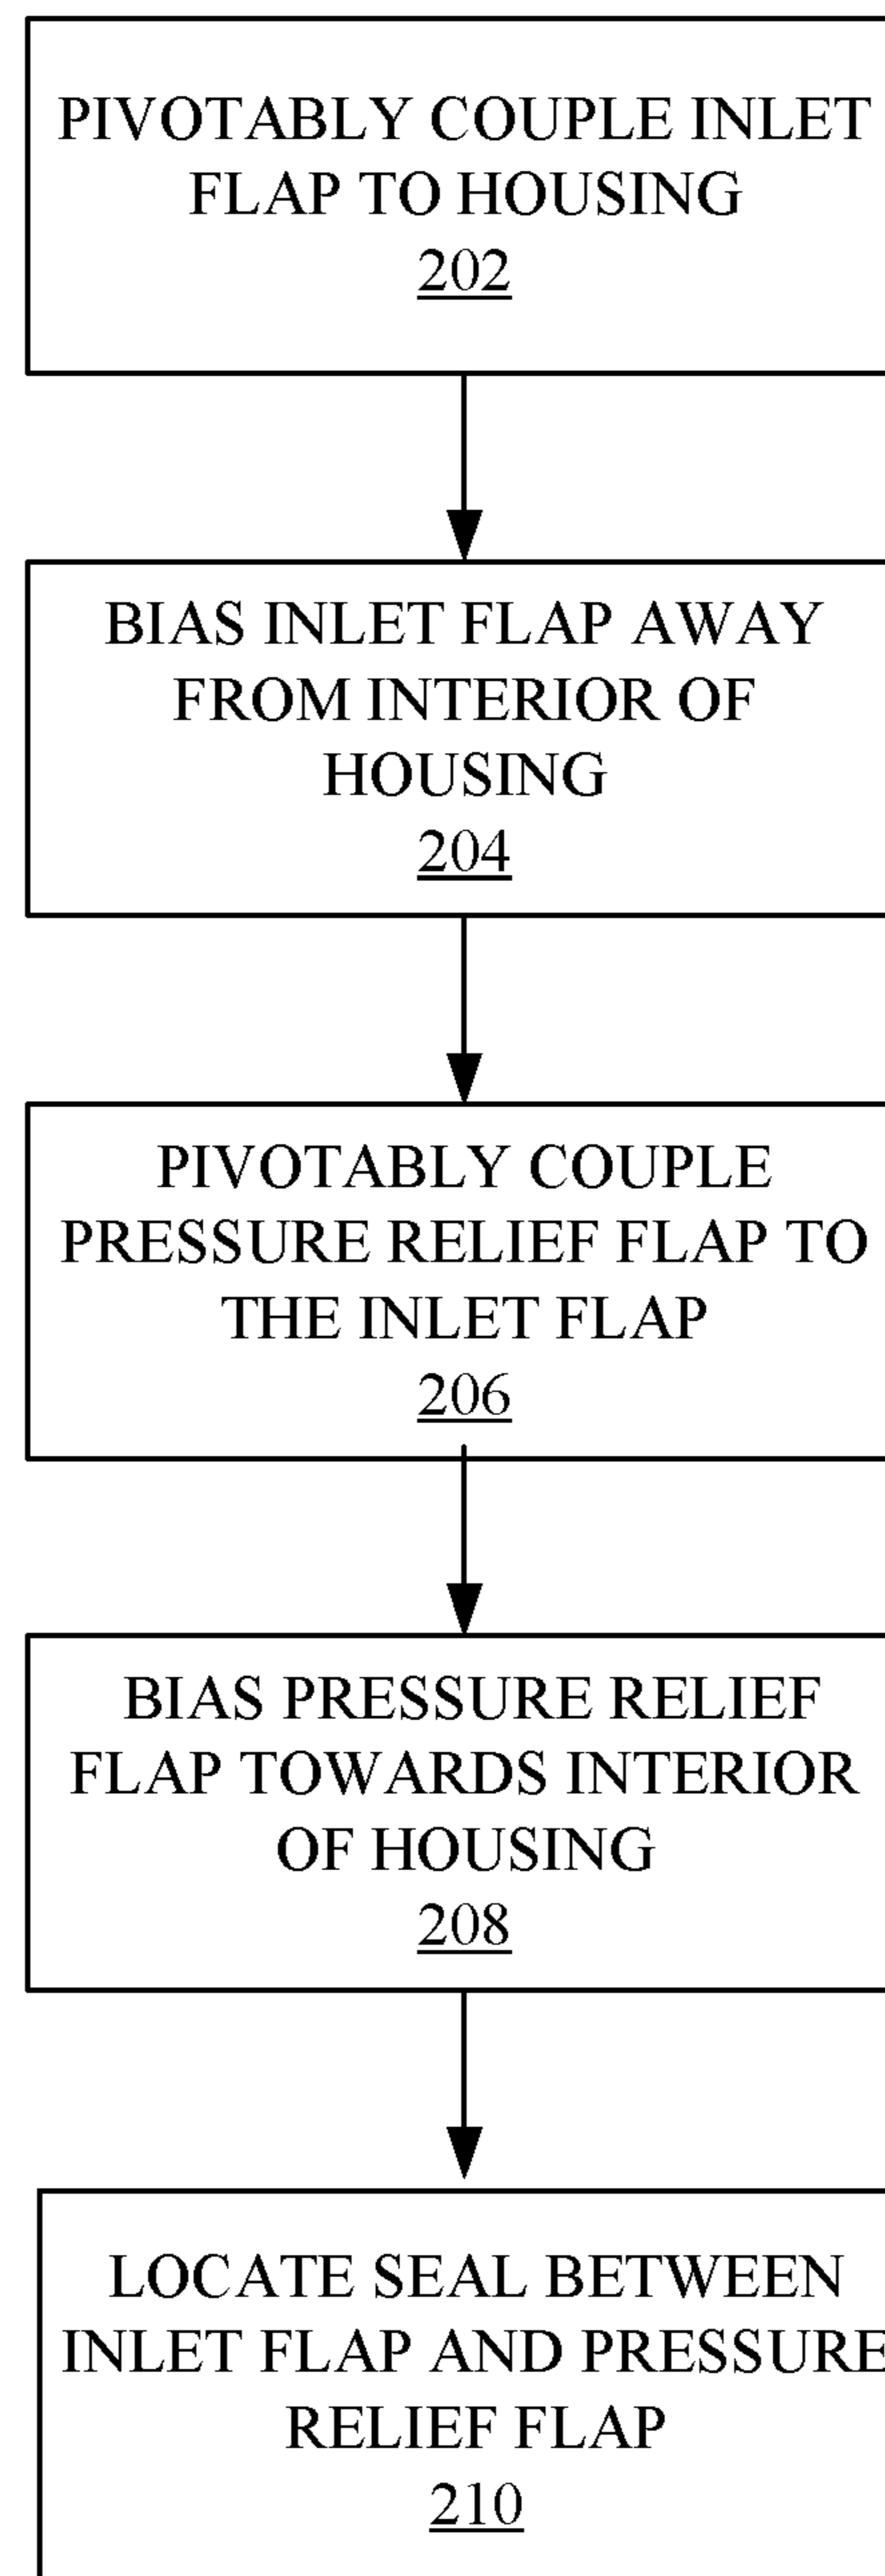 PIVOTABLY COUPLE INLET
FLAP TO HOUSING
202
BIAS INLET FLAP AWAY
FROM INTERIOR OF
HOUSING
204
PIVOTABLY COUPLE
PRESSURE RELIEF FLAP TO
THE INLET FLAP
206
BIAS PRESSURE RELIEF
FLAP TOWARDS INTERIOR
OF HOUSING
208
LOCATE SEAL BETWEEN
INLET FLAP AND PRESSURE
RELIEF FLAP
210